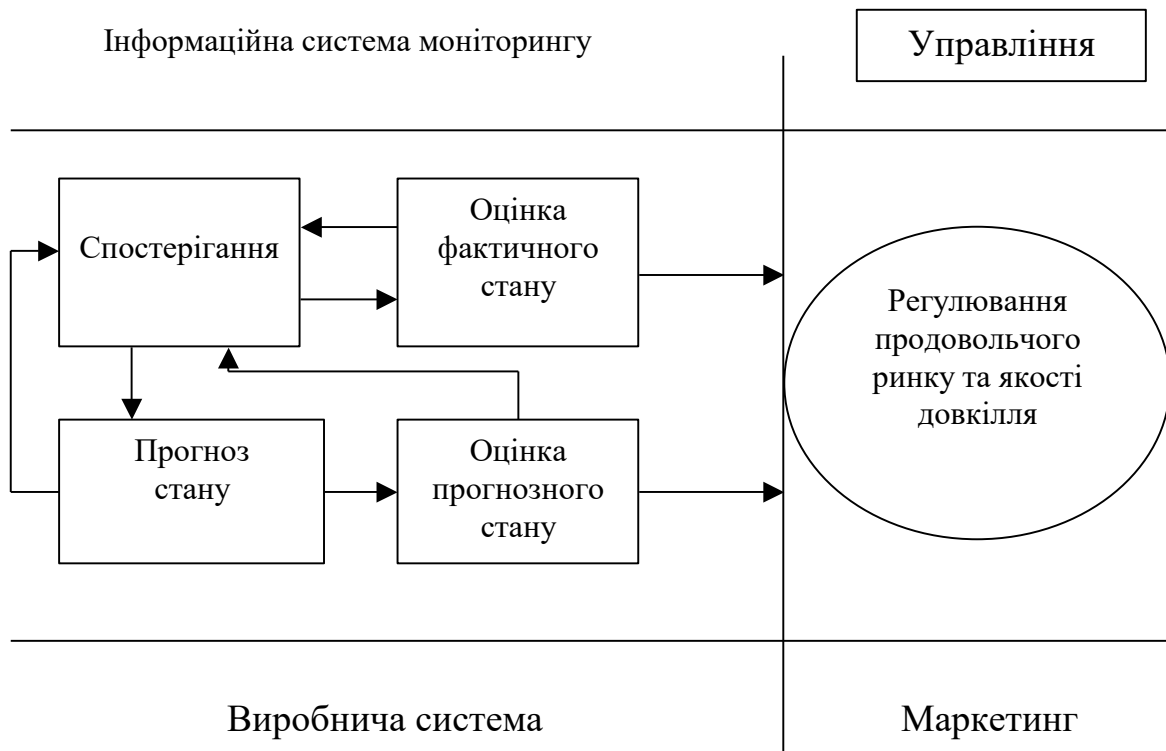 Інформаційна система моніторингу
Управління
Спостерігання
Оцінка
фактичного
стану
Прогноз
стану
Оцінка
прогнозного
стану
Регулювання
продовольчого
ринку та якості
довкілля
Виробнича система
Маркетинг